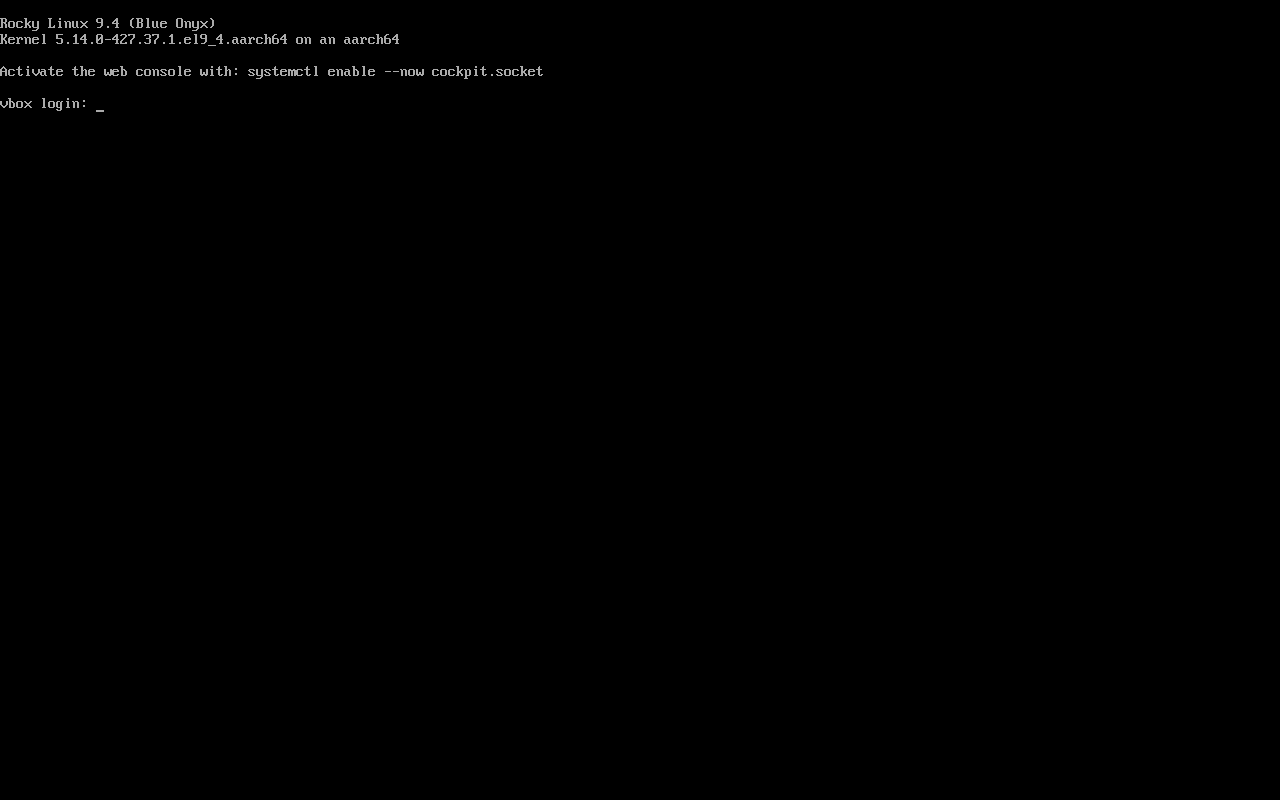 Rocky Linux 9.4 (Blue Onyx)
Kernel 5.14.0-427.37.1.el9_4.aarch64 on an aarch64
Activate the web console with: systemctl enable --now cockpit.socket
vbox login: _